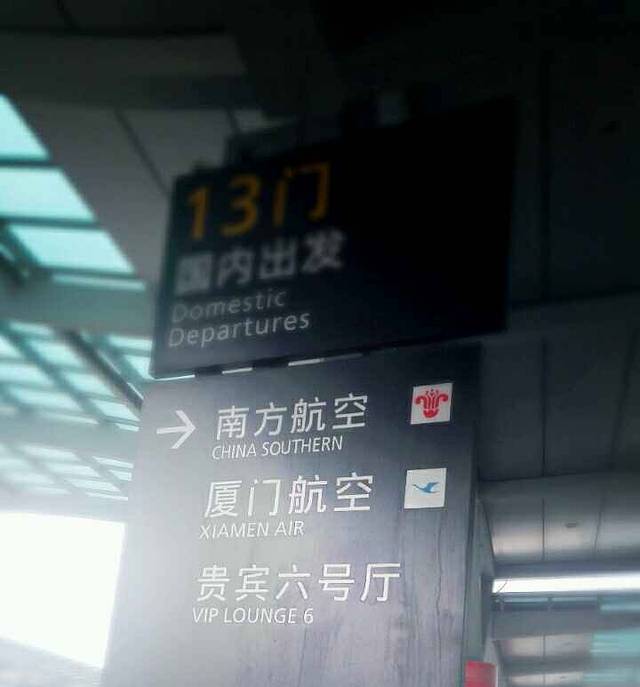 13门
国内出发
Domestic
Departures
南方航空
CHINA SOUTHERN
厦门航空
XIAMEN AIR
贵宾六号厅
VIP LOUNGE 6